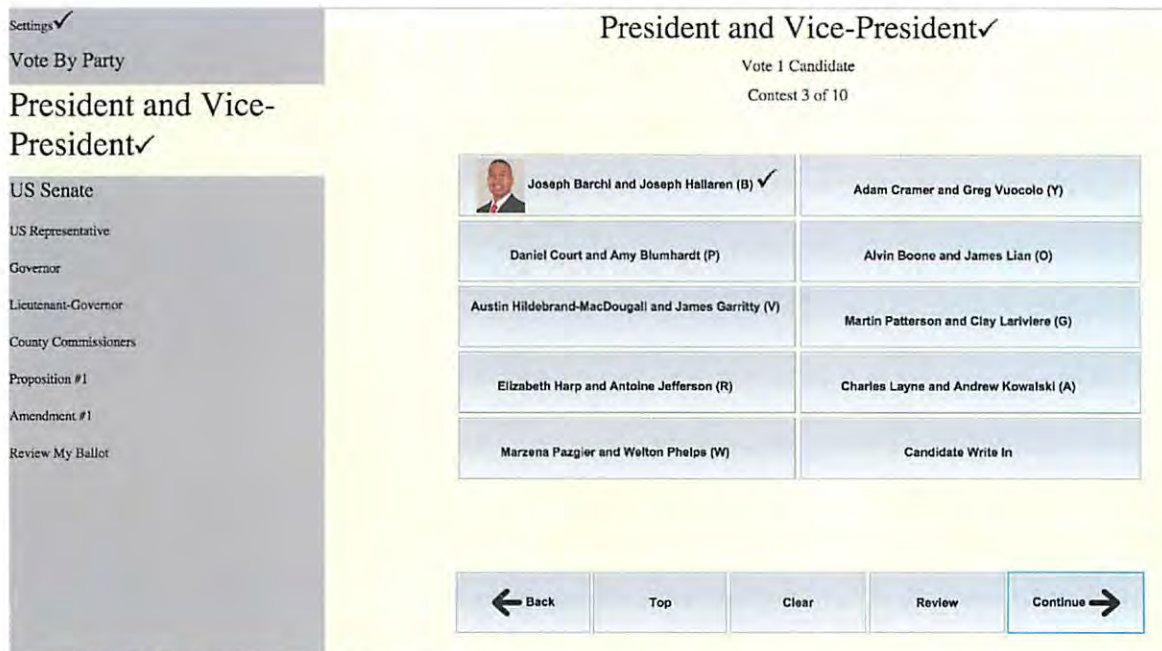 Settings✓
Vote By Party
President and Vice-
President✓
US Senate
US Representative
Governor
Lieutenant-Governor
County Commissioners
Proposition #1
Amendment #1
Review My Ballot
President and Vice-President✓
Vote 1 Candidate
Contest 3 of 10
Joseph Barchi and Joseph Hallaren (B) ✓
Adam Cramer and Greg Vuocolo (Y)
Daniel Court and Amy Blumhardt (P)
Alvin Boone and James Lian (O)
Austin Hildebrand-MacDougall and James Garritty (V)
Martin Patterson and Clay Lariviere (G)
Elizabeth Harp and Antoine Jefferson (R)
Charles Layne and Andrew Kowalski (A)
Marzena Pazgier and Welton Phelps (W)
Candidate Write In
Back
Top
Clear
Review
Continue